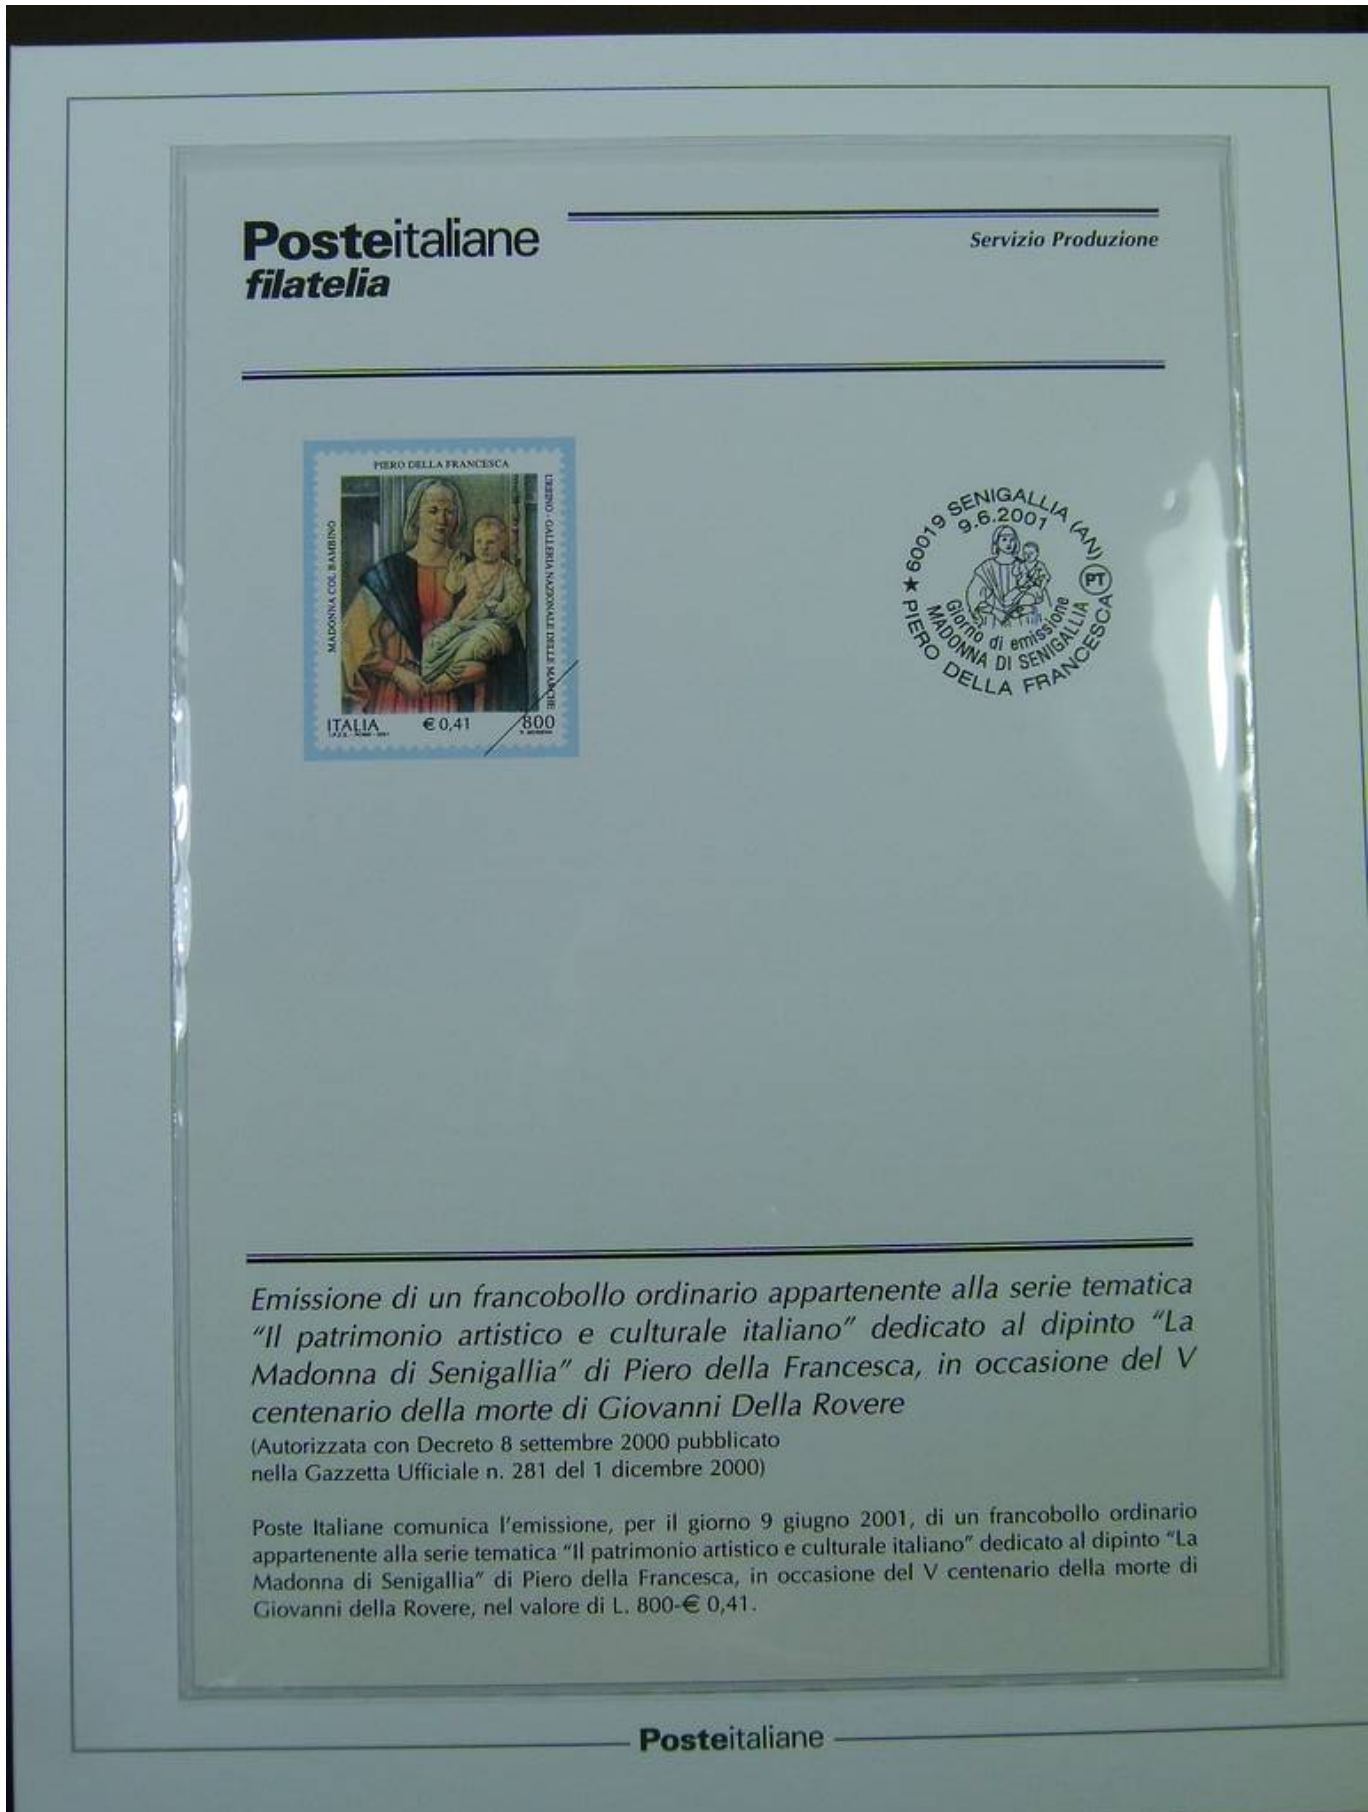 Posteitaliane
filatelia
Servizio Produzione
PIERO DELLA FRANCESCA
MADONNA COL BAMBINO
URBINO - GALLERIA NAZIONALE DELLE MARCHE
ITALIA € 0,41 800
I.P.Z.S. - ROMA - 2001
★ 60019 SENIGALLIA (AN)
9.6.2001
PT
Giorno di emissione
MADONNA DI SENIGALLIA
PIERO DELLA FRANCESCA
Emissione di un francobollo ordinario appartenente alla serie tematica
“Il patrimonio artistico e culturale italiano” dedicato al dipinto “La
Madonna di Senigallia” di Piero della Francesca, in occasione del V
centenario della morte di Giovanni Della Rovere
(Autorizzata con Decreto 8 settembre 2000 pubblicato
nella Gazzetta Ufficiale n. 281 del 1 dicembre 2000)
Poste Italiane comunica l’emissione, per il giorno 9 giugno 2001, di un francobollo ordinario
appartenente alla serie tematica “Il patrimonio artistico e culturale italiano” dedicato al dipinto “La
Madonna di Senigallia” di Piero della Francesca, in occasione del V centenario della morte di
Giovanni della Rovere, nel valore di L. 800-€ 0,41.
Posteitaliane